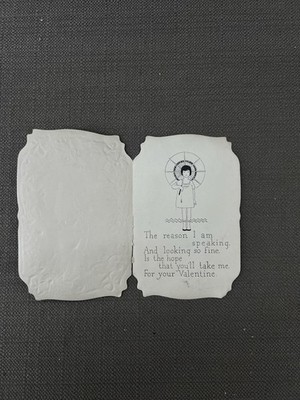 The reason I am
speaking,
And looking so fine,
Is the hope
that you'll take me
For your Valentine.